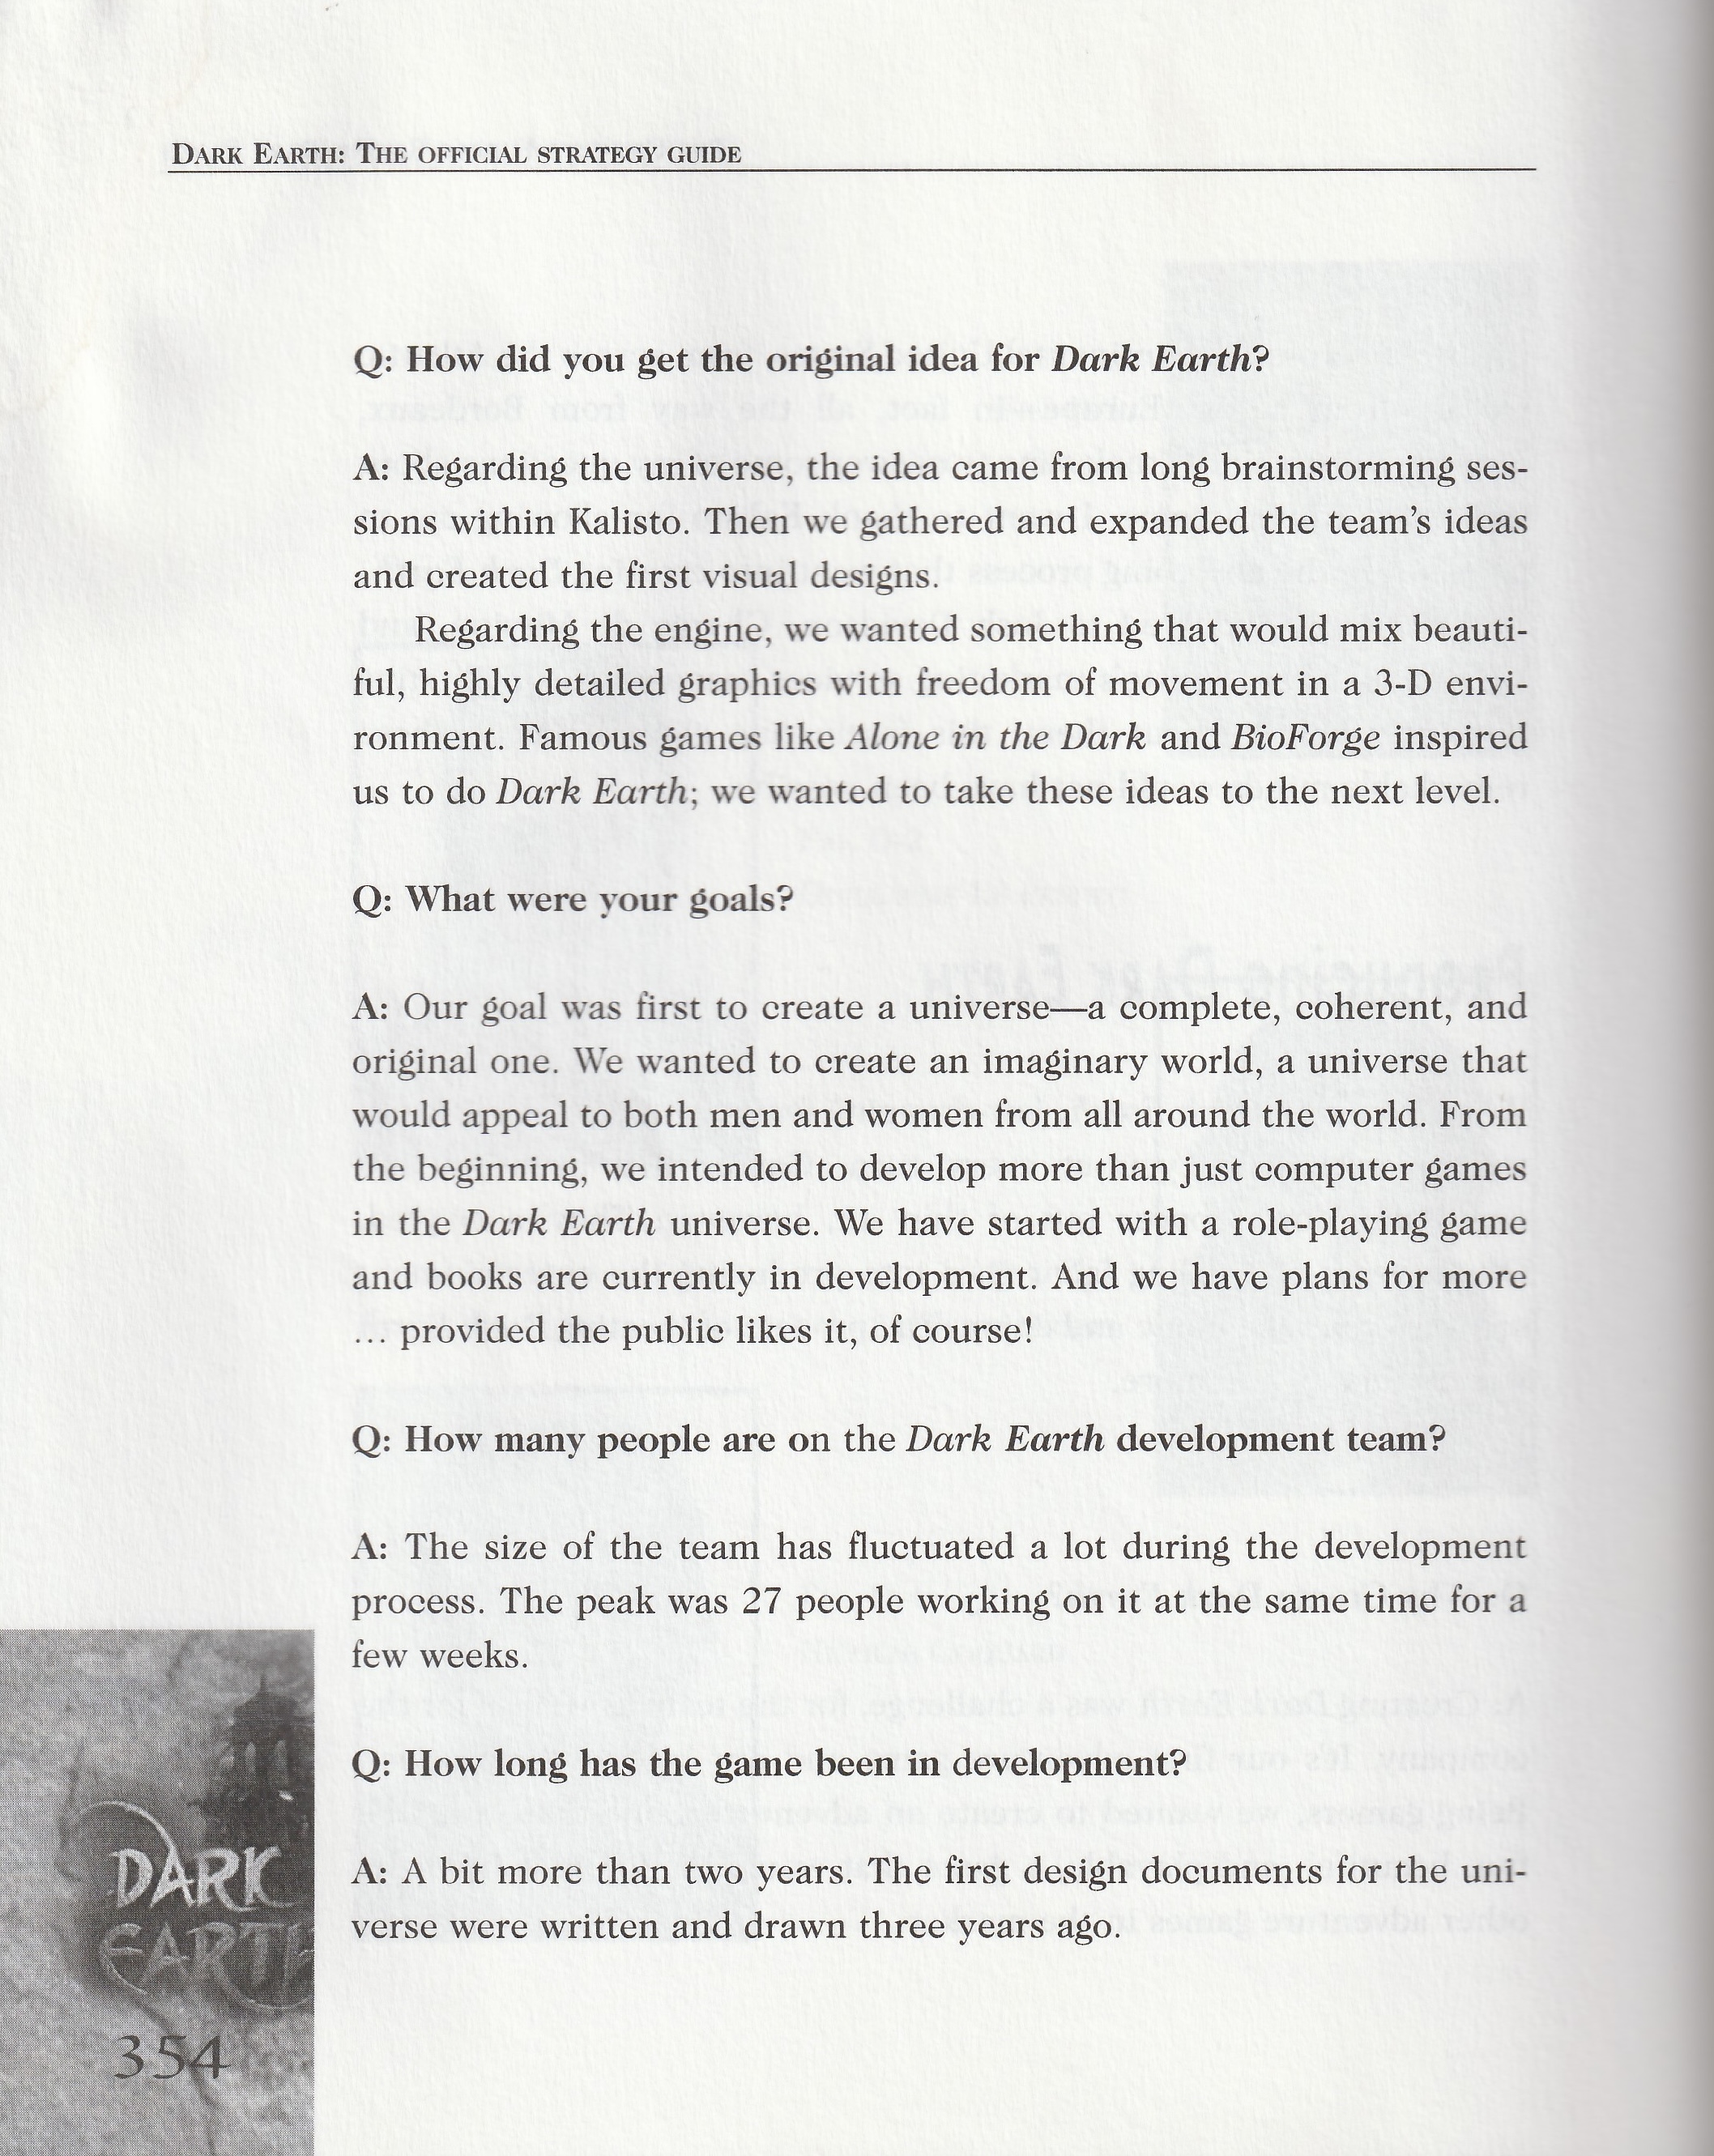 DARK EARTH: THE OFFICIAL STRATEGY GUIDE
Q: How did you get the original idea for Dark Earth?
A: Regarding the universe, the idea came from long brainstorming ses-
sions within Kalisto. Then we gathered and expanded the team's ideas
and created the first visual designs.
Regarding the engine, we wanted something that would mix beauti-
ful, highly detailed graphics with freedom of movement in a 3-D envi-
ronment. Famous games like Alone in the Dark and BioForge inspired
us to do Dark Earth; we wanted to take these ideas to the next level.
Q: What were your goals?
A: Our goal was first to create a universe—a complete, coherent, and
original one. We wanted to create an imaginary world, a universe that
would appeal to both men and women from all around the world. From
the beginning, we intended to develop more than just computer games
in the Dark Earth universe. We have started with a role-playing game
and books are currently in development. And we have plans for more
... provided the public likes it, of course!
Q: How many people are on the Dark Earth development team?
A: The size of the team has fluctuated a lot during the development
process. The peak was 27 people working on it at the same time for a
few weeks.
Q: How long has the game been in development?
A: A bit more than two years. The first design documents for the uni-
verse were written and drawn three years ago.
DARK
EARTH
354